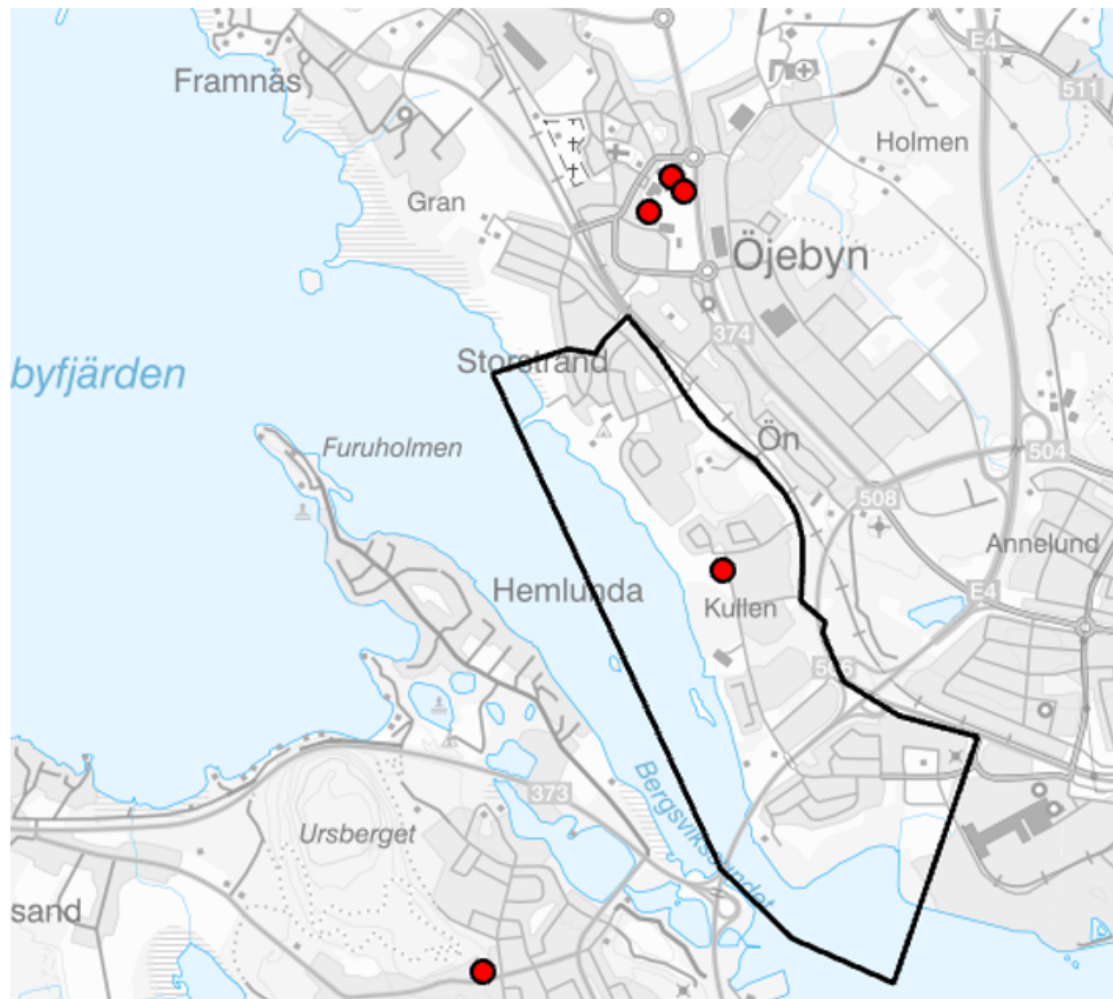 E4
Framnäs
511
Holmen
Gran
Öjebyn
374
Storstrand
byfjärden
Ön
Furuholmen
504
508
Annelund
Hemlunda
E4
Kullen
506
Bergsviksundet
373
Ursberget
sand